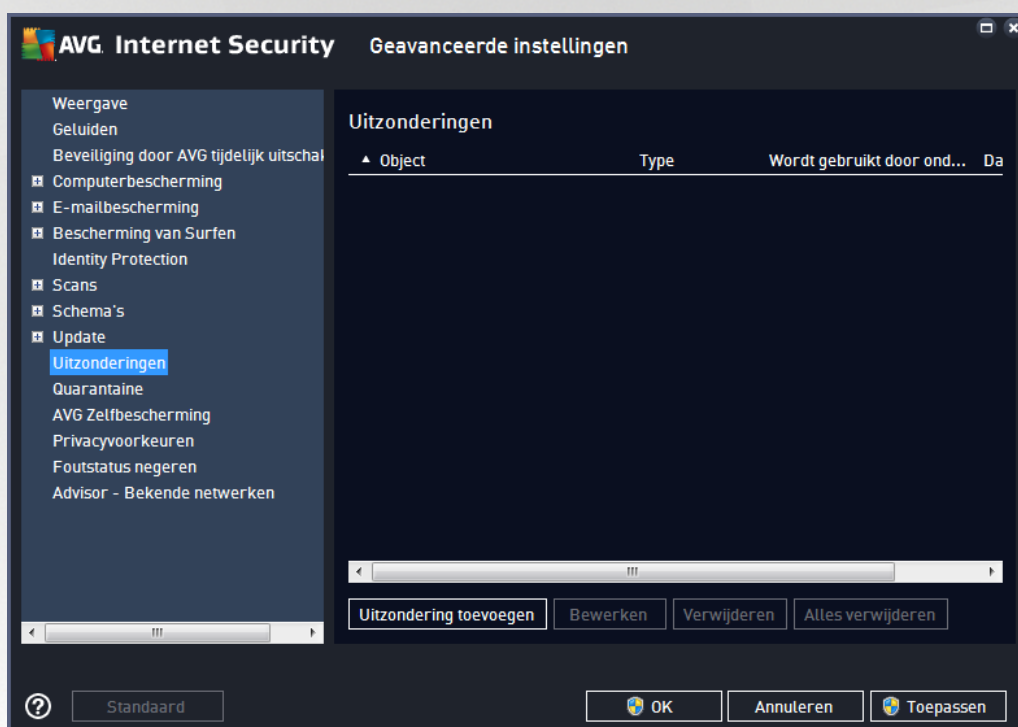 AVG. Internet Security Geavanceerde instellingen
Weergave
Geluiden
Beveiliging door AVG tijdelijk uitschal
Computerbescherming
E-mailbescherming
Bescherming van Surfen
Identity Protection
Scans
Schema's
Update
Uitzonderingen
Quarantaine
AVG Zelfbescherming
Privacyvoorkeuren
Foutstatus negeren
Advisor - Bekende netwerken
Uitzonderingen
Object Type Wordt gebruikt door ond... Da
Uitzondering toevoegen Bewerken Verwijderen Alles verwijderen
? Standaard OK Annuleren Toepassen